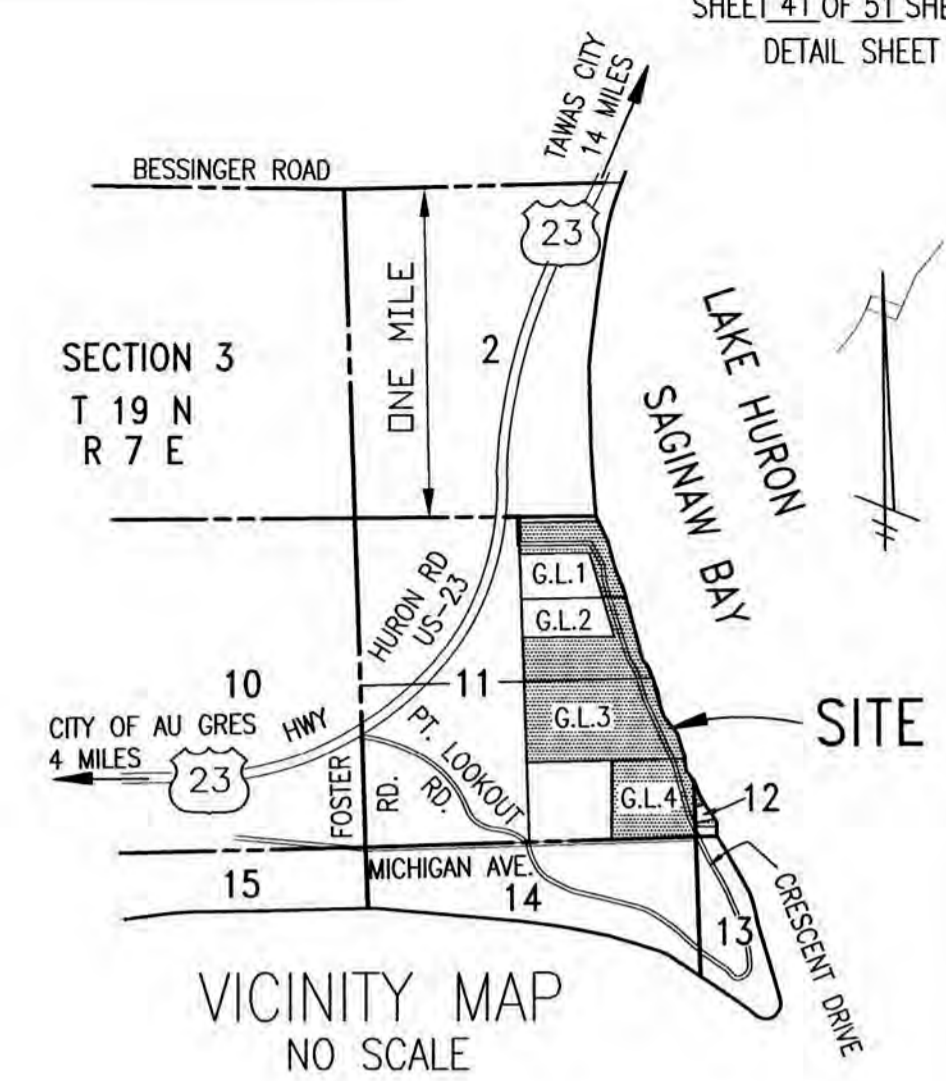 SHEET 41 OF 51 SHE
DETAIL SHEET
TAWAS CITY
14 MILES
BESSINGER ROAD
23
ONE MILE
2
SECTION 3
T 19 N
R 7 E
LAKE HURON
SAGINAW BAY
G.L.1
G.L.2
HURON RD
US-23
10
11
G.L.3
CITY OF AU GRES
4 MILES
HWY
23
PT. LOOKOUT
RD.
SITE
FOSTER
RD.
G.L.4
12
MICHIGAN AVE.
15
14
13
CRESCENT DRIVE
VICINITY MAP
NO SCALE